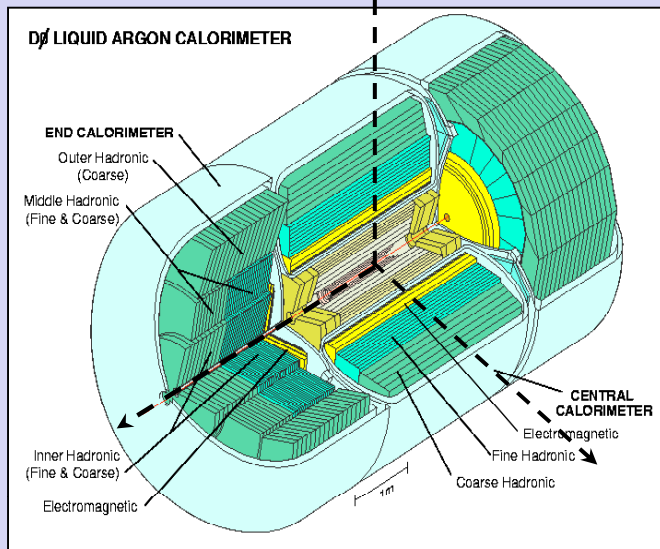 DØ LIQUID ARGON CALORIMETER
END CALORIMETER
Outer Hadronic
(Coarse)
Middle Hadronic
(Fine & Coarse)
Inner Hadronic
(Fine & Coarse)
Electromagnetic
1m
CENTRAL
CALORIMETER
Electromagnetic
Fine Hadronic
Coarse Hadronic